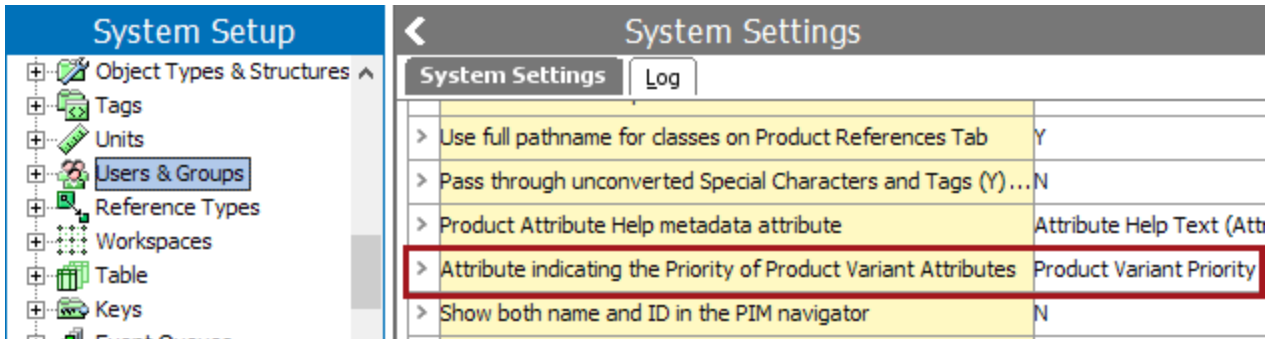 System Setup
Object Types & Structures
Tags
Units
Users & Groups
Reference Types
Workspaces
Table
Keys
System Settings
System Settings
Log
Use full pathname for classes on Product References Tab Y
Pass through unconverted Special Characters and Tags (Y)... N
Product Attribute Help metadata attribute Attribute Help Text (Attr
Attribute indicating the Priority of Product Variant Attributes Product Variant Priority
Show both name and ID in the PIM navigator N